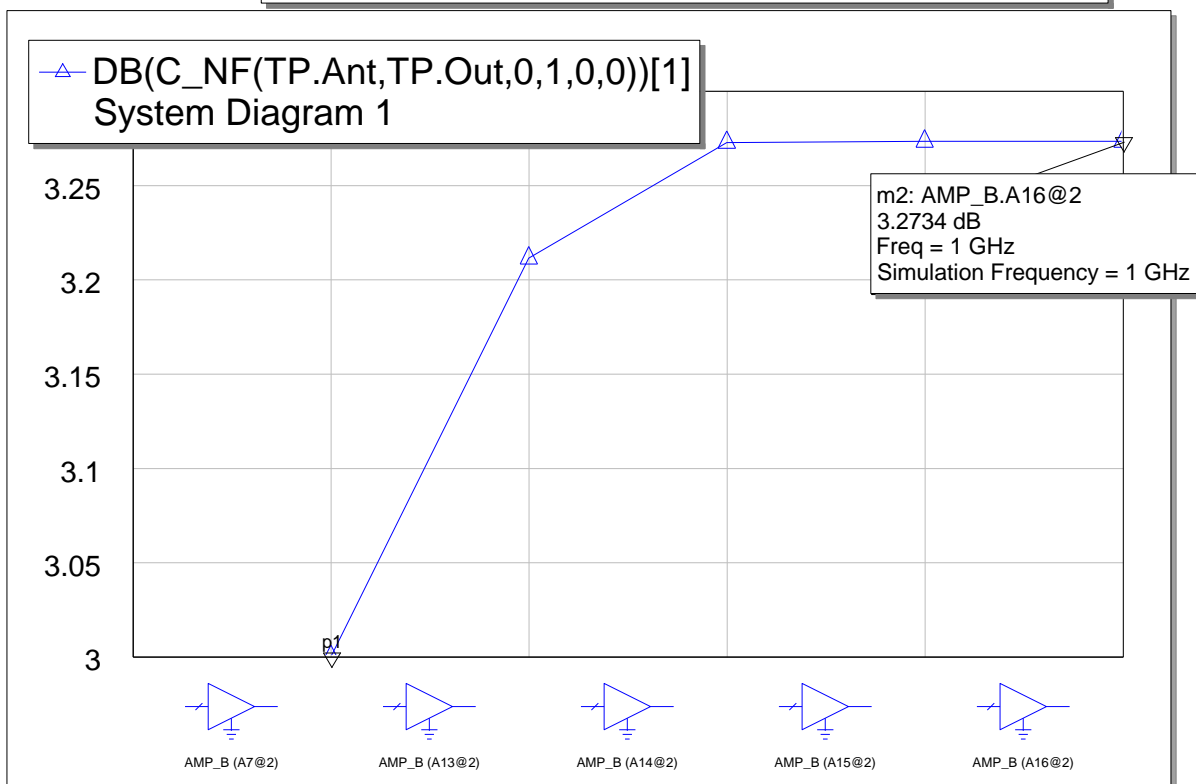 DB(C_NF(TP.Ant,TP.Out,0,1,0,0))[1]
System Diagram 1
3.25
3.2
3.15
3.1
3.05
3
m2: AMP_B.A16@2
3.2734 dB
Freq = 1 GHz
Simulation Frequency = 1 GHz
p1
AMP_B (A7@2)
AMP_B (A13@2)
AMP_B (A14@2)
AMP_B (A15@2)
AMP_B (A16@2)